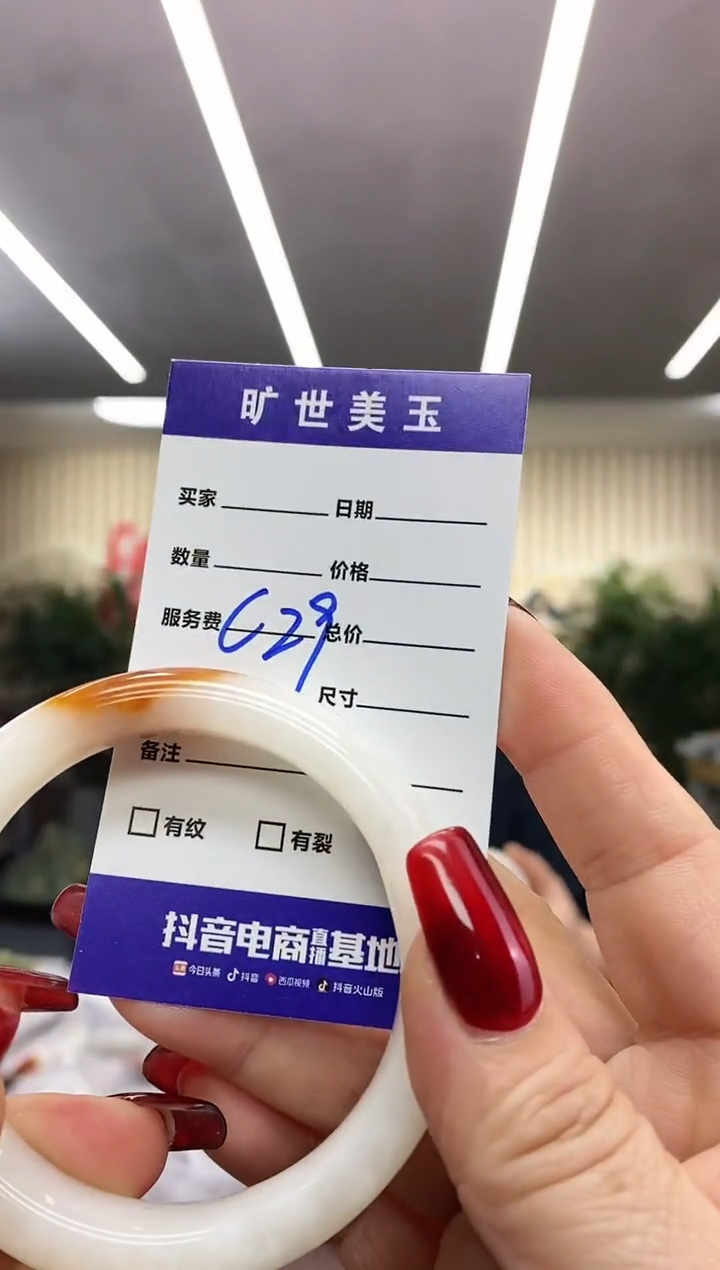 旷世美玉
买家 日期
数量 价格
服务费 C29 总价
尺寸
备注
有纹 有裂
抖音电商直播基地
今日头条 抖音 西瓜视频 抖音火山版